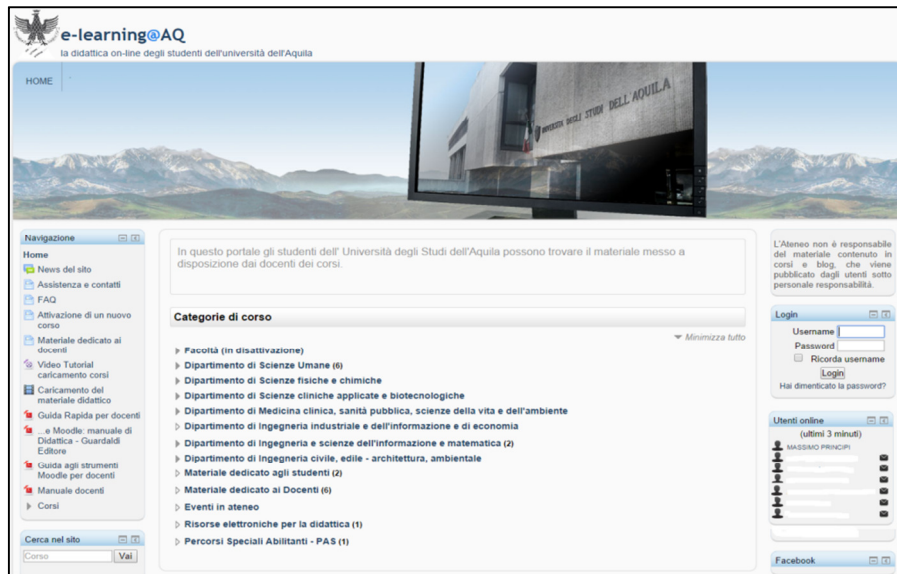 e-learning@AQ
la didattica on-line degli studenti dell'università dell'Aquila
HOME
UNIVERSITA DEGLI STUDI DELL'AQUILA
Navigazione
Home
News del sito
Assistenza e contatti
FAQ
Attivazione di un nuovo
corso
Materiale dedicato ai
docenti
Video Tutorial
caricamento corsi
Caricamento del
materiale didattico
Guida Rapida per docenti
...e Moodle: manuale di
Didattica - Guardaldi
Editore
Guida agli strumenti
Moodle per docenti
Manuale docenti
Corsi
Cerca nel sito
Corso
Vai
In questo portale gli studenti dell' Università degli Studi dell'Aquila possono trovare il materiale messo a
disposizione dai docenti dei corsi.
Categorie di corso
Minimizza tutto
Facoltà (in disattivazione)
Dipartimento di Scienze Umane (6)
Dipartimento di Scienze fisiche e chimiche
Dipartimento di Scienze cliniche applicate e biotecnologiche
Dipartimento di Medicina clinica, sanità pubblica, scienze della vita e dell'ambiente
Dipartimento di Ingegneria industriale e dell'informazione e di economia
Dipartimento di Ingegneria e scienze dell'informazione e matematica (2)
Dipartimento di Ingegneria civile, edile - architettura, ambientale
Materiale dedicato agli studenti (2)
Materiale dedicato ai Docenti (6)
Eventi in ateneo
Risorse elettroniche per la didattica (1)
Percorsi Speciali Abilitanti - PAS (1)
L'Ateneo non è responsabile
del materiale contenuto in
corsi e blog, che viene
pubblicato dagli utenti sotto
personale responsabilità.
Login
Username
Password
Ricorda username
Login
Hai dimenticato la password?
Utenti online
(ultimi 3 minuti)
MASSIMO PRINCIPI
Facebook